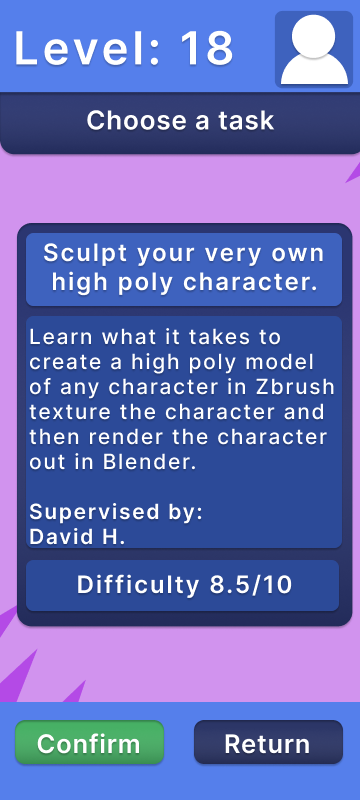 Level: 18
Choose a task
Sculpt your very own
high poly character.
Learn what it takes to
create a high poly model
of any character in Zbrush
texture the character and
then render the character
out in Blender.
Supervised by:
David H.
Difficulty 8.5/10
Confirm
Return